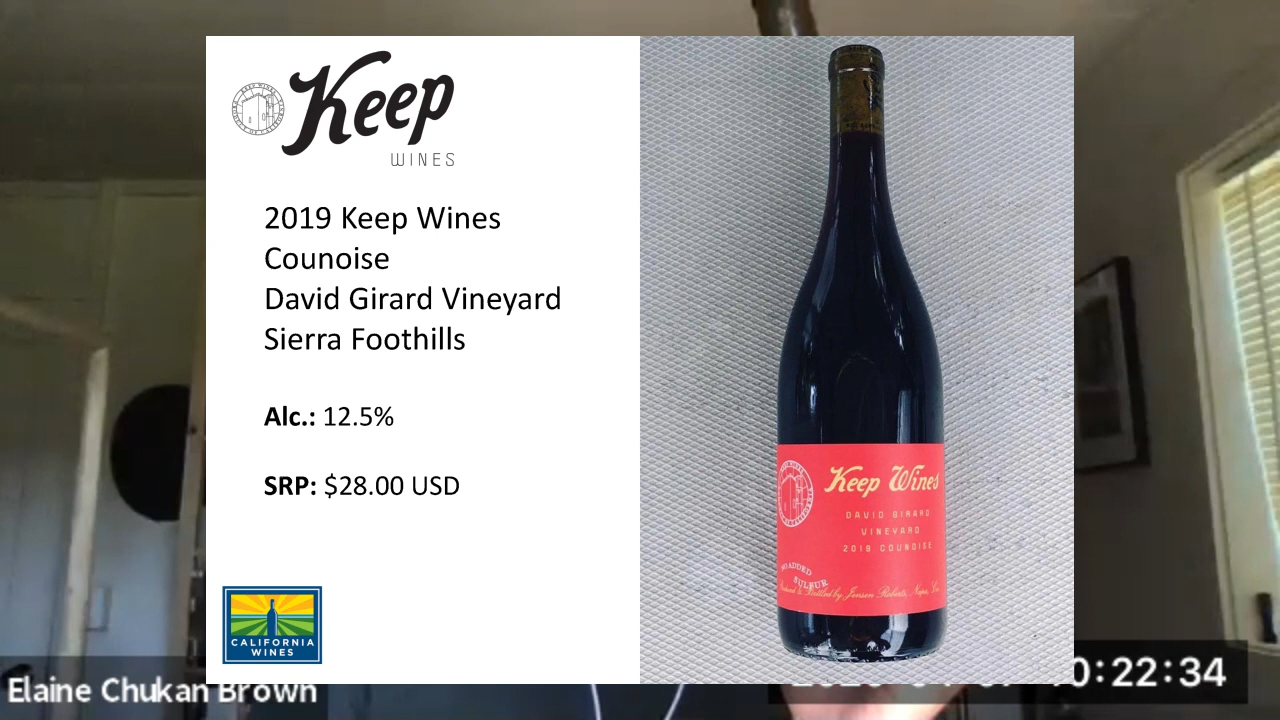 Keep
WINES
2019 Keep Wines
Counoise
David Girard Vineyard
Sierra Foothills
Alc.: 12.5%
SRP: $28.00 USD
CALIFORNIA
WINES
Keep Wines
DAVID GIRARD
VINEYARD
2018 COUNOISE
NO ADDED
SULFUR
Elaine Chukan Brown
0:22:34